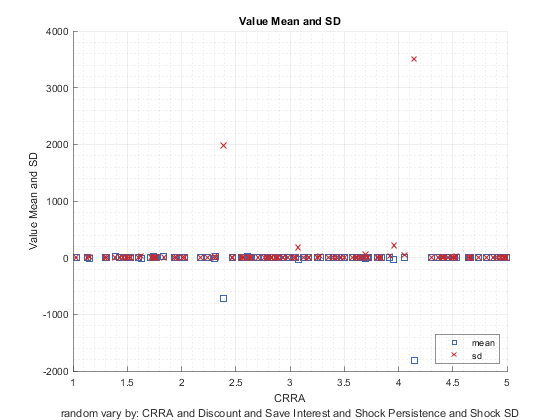 Value Mean and SD
4000
3000
2000
1000
0
-1000
-2000
Value Mean and SD
1
1.5
2
2.5
3
3.5
4
4.5
5
mean
sd
CRRA
random vary by: CRRA and Discount and Save Interest and Shock Persistence and Shock SD